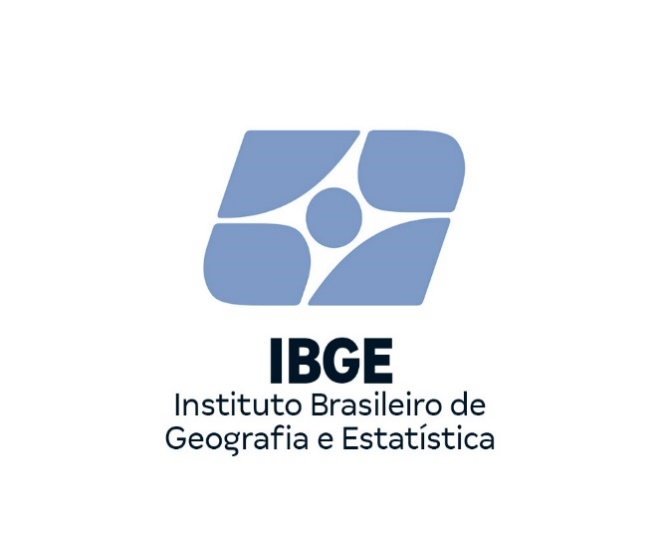 IBGE
Instituto Brasileiro de
Geografia e Estatística